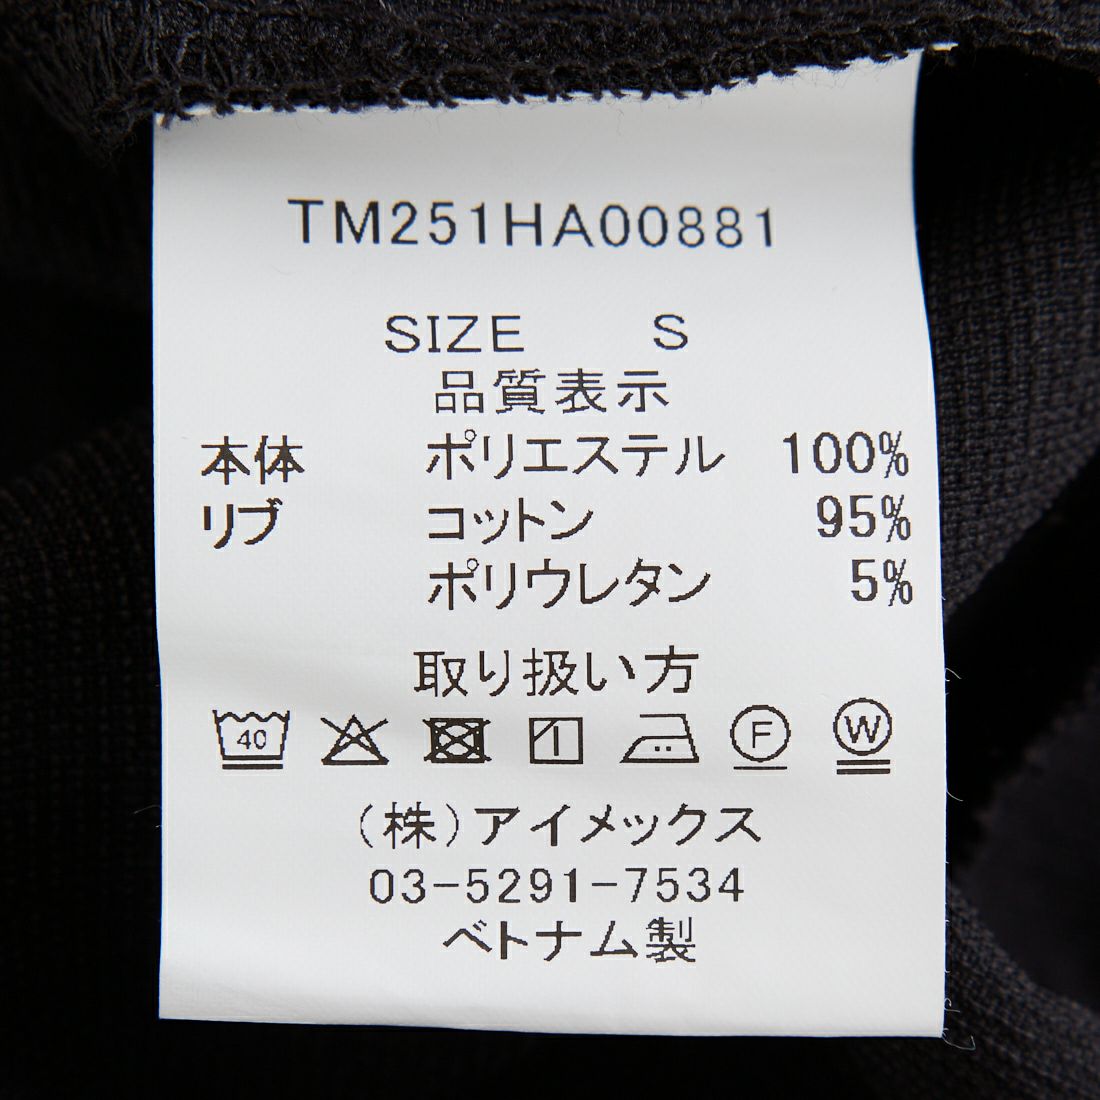 TM251HA00881
SIZE S
品質表示
本体 ポリエステル 100%
リブ コットン 95%
ポリウレタン 5%
取り扱い方
40 F W
(株)アイメックス
03-5291-7534
ベトナム製